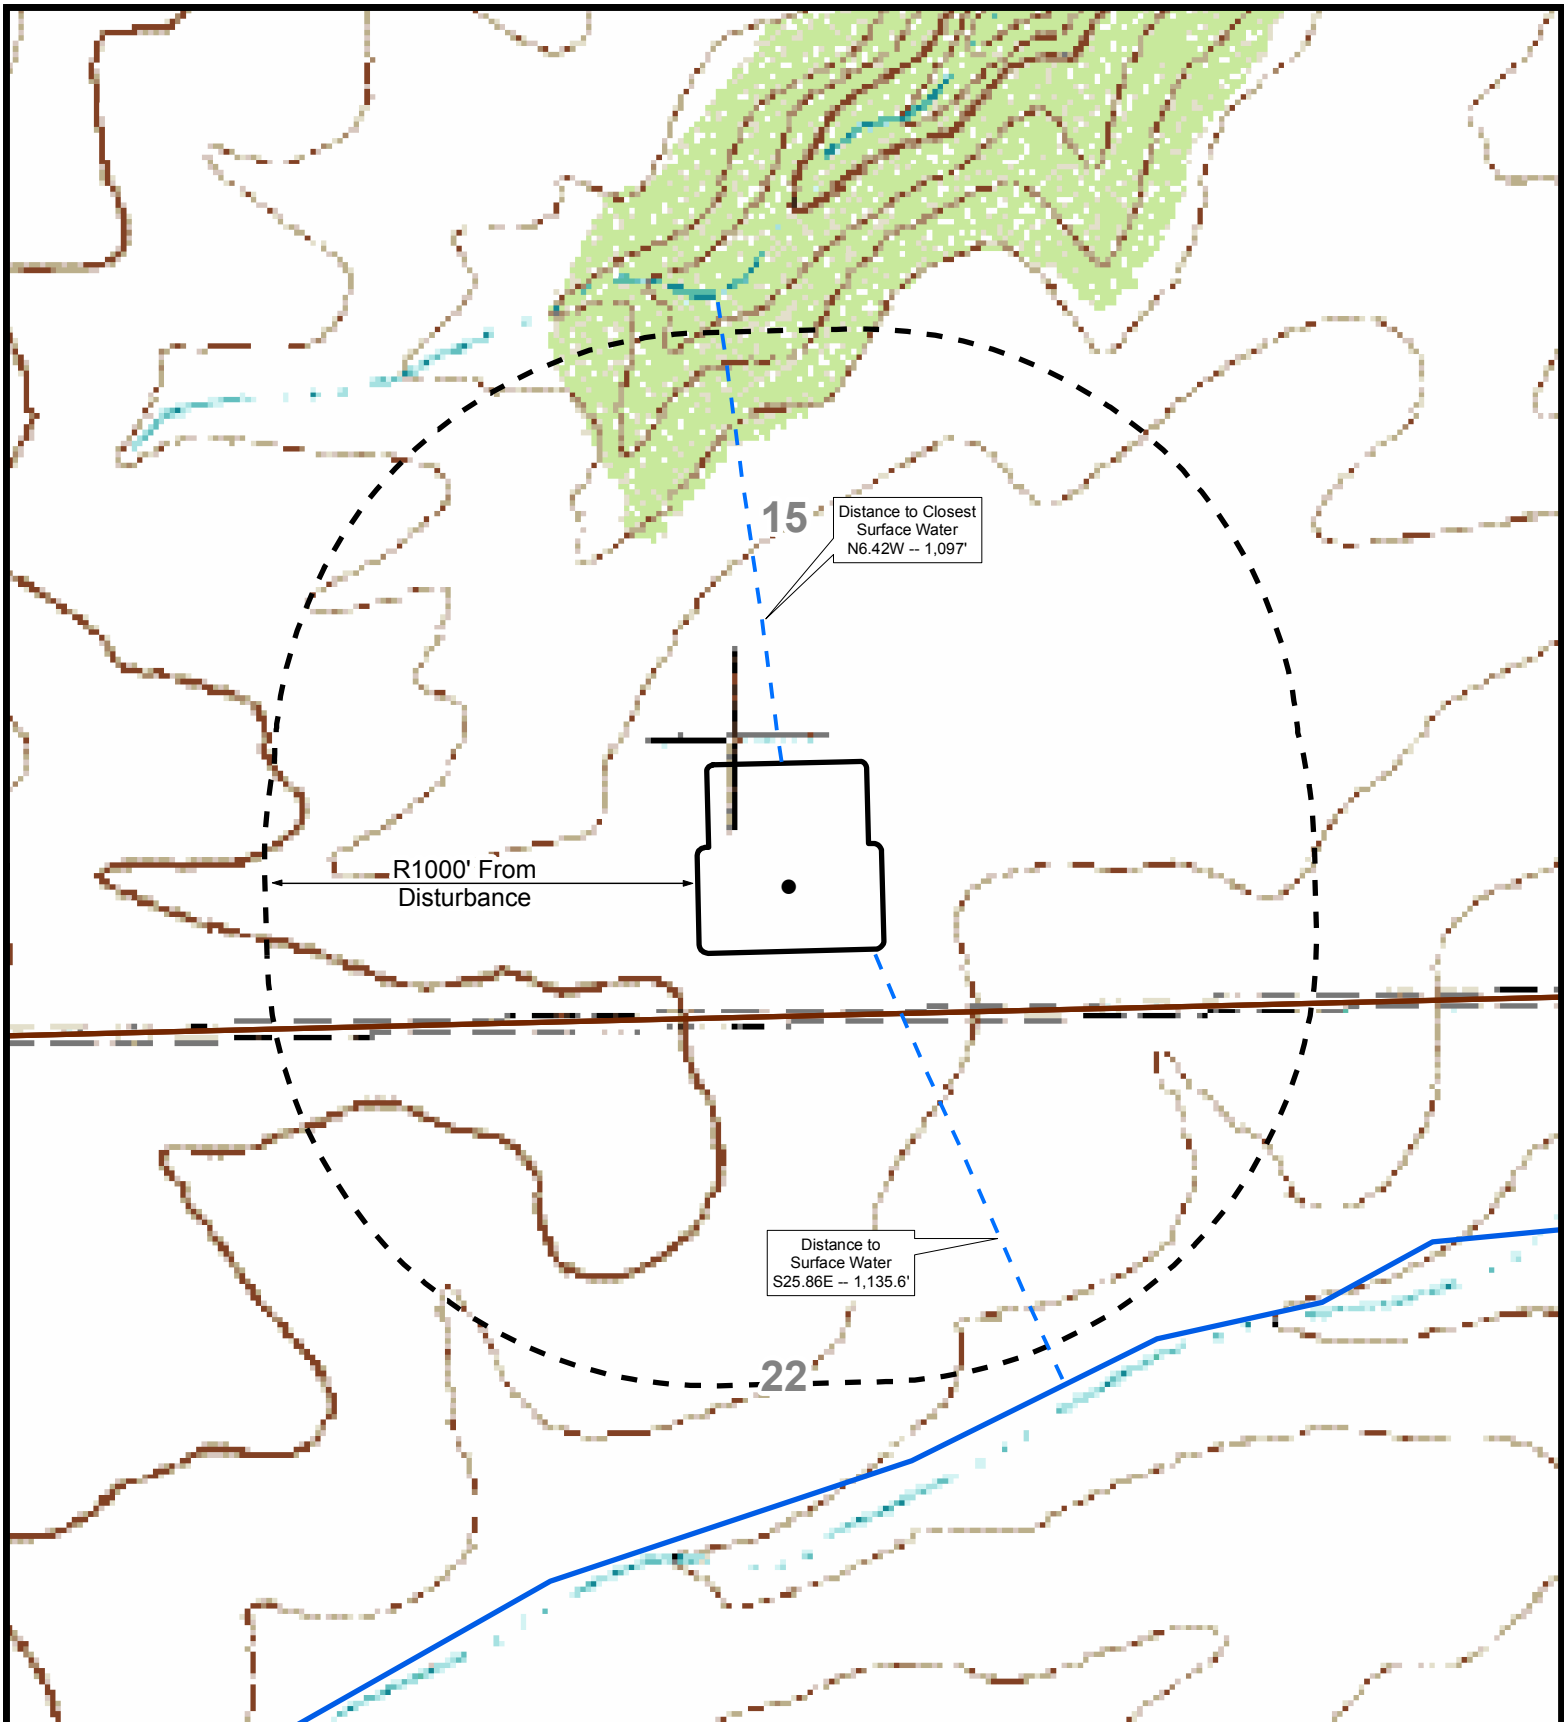 15
Distance to Closest
Surface Water
N6.42W -- 1,097'
R1000' From
Disturbance
Distance to
Surface Water
S25.86E -- 1,135.6'
22